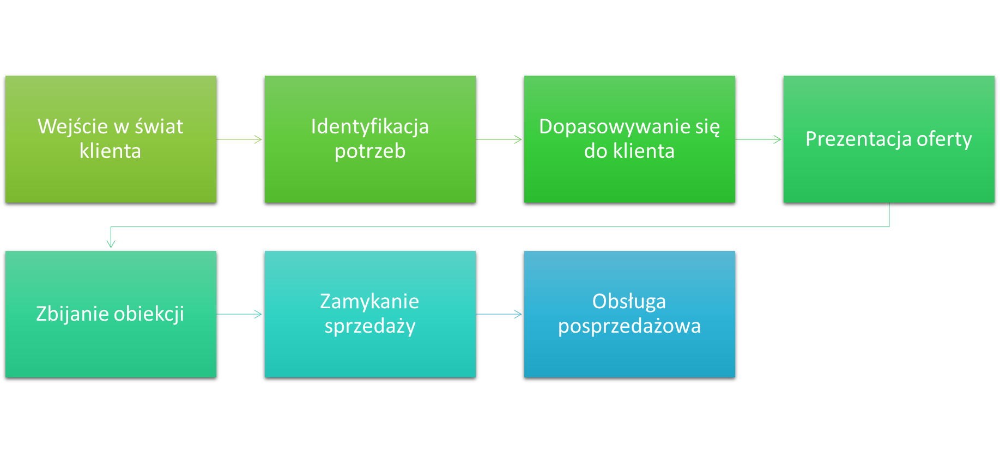 Wejście w świat
klienta
Identyfikacja
potrzeb
Dopasowywanie się
do klienta
Prezentacja oferty
Zbijanie obiekcji
Zamykanie
sprzedaży
Obsługa
posprzedażowa